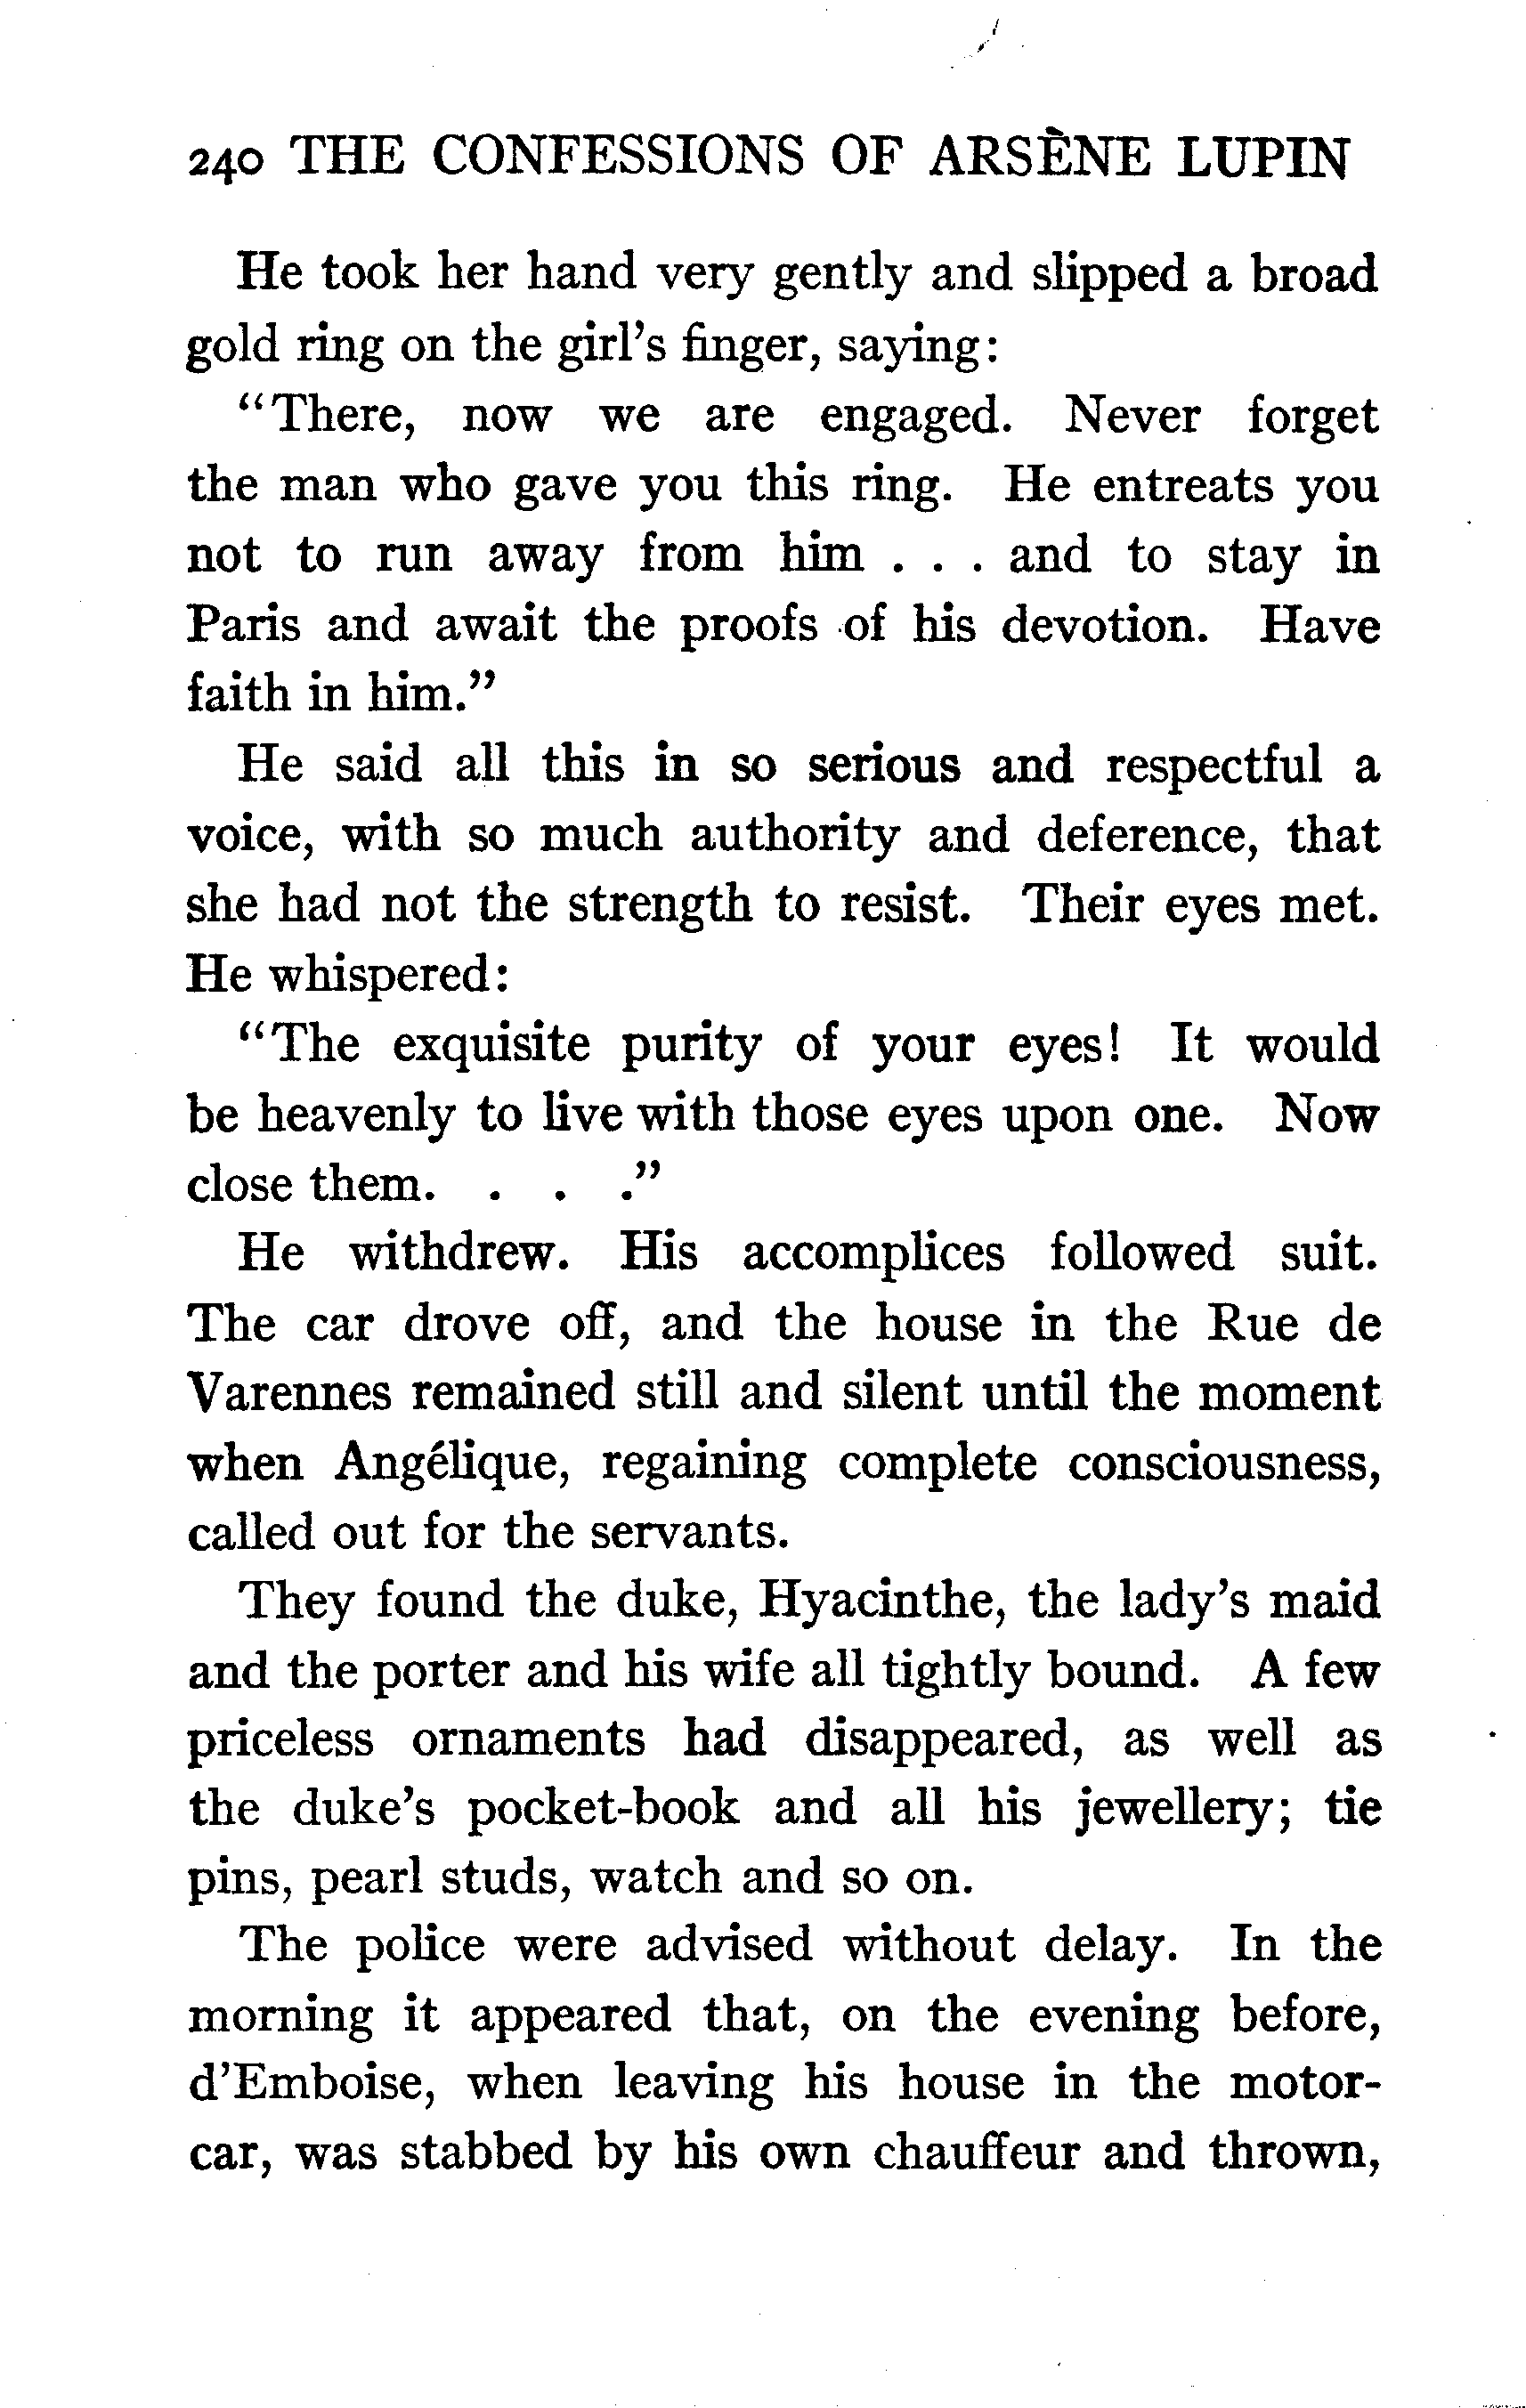 240 THE CONFESSIONS OF ARSÈNE LUPIN
He took her hand very gently and slipped a broad
gold ring on the girl's finger, saying:
"There, now we are engaged. Never forget
the man who gave you this ring. He entreats you
not to run away from him . . . and to stay in
Paris and await the proofs of his devotion. Have
faith in him."
He said all this in so serious and respectful a
voice, with so much authority and deference, that
she had not the strength to resist. Their eyes met.
He whispered:
"The exquisite purity of your eyes! It would
be heavenly to live with those eyes upon one. Now
close them. . . ."
He withdrew. His accomplices followed suit.
The car drove off, and the house in the Rue de
Varennes remained still and silent until the moment
when Angélique, regaining complete consciousness,
called out for the servants.
They found the duke, Hyacinthe, the lady's maid
and the porter and his wife all tightly bound. A few
priceless ornaments had disappeared, as well as
the duke's pocket-book and all his jewellery; tie
pins, pearl studs, watch and so on.
The police were advised without delay. In the
morning it appeared that, on the evening before,
d'Emboise, when leaving his house in the motor-
car, was stabbed by his own chauffeur and thrown,